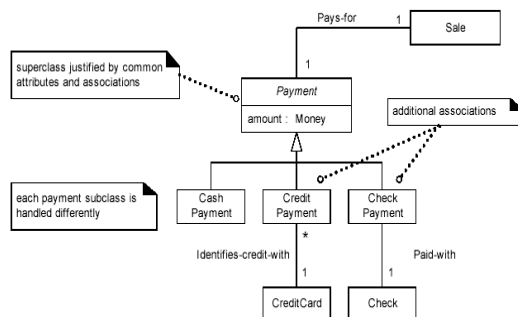 Pays-for
1
Sale
superclass justified by common
attributes and associations
1
Payment
amount : Money
additional associations
each payment subclass is
handled differently
Cash
Payment
Credit
Payment
Check
Payment
*
Identifies-credit-with
Paid-with
1
1
CreditCard
Check